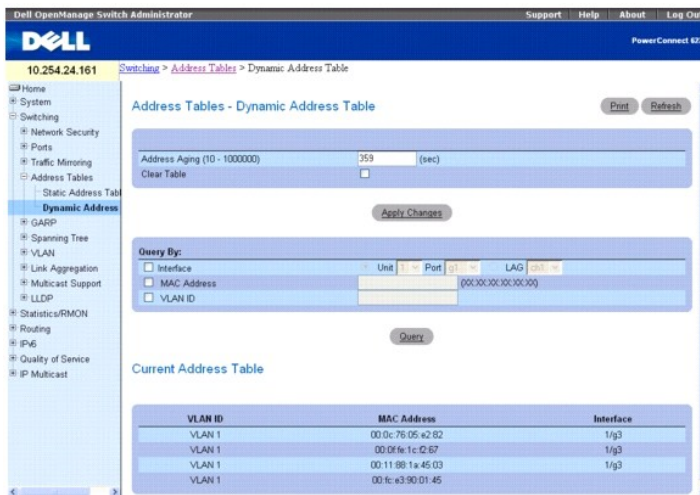 Dell OpenManage Switch Administrator Support Help About Log Out
DELL
PowerConnect 62
10.254.24.161
Switching > Address Tables > Dynamic Address Table
Home
System
Switching
Network Security
Ports
Traffic Mirroring
Address Tables
Static Address Tabl
Dynamic Address
GARP
Spanning Tree
VLAN
Link Aggregation
Multicast Support
LLDP
Statistics/RMON
Routing
IPv6
Quality of Service
IP Multicast
Address Tables - Dynamic Address Table
Print Refresh
Address Aging (10 - 1000000) 359 (sec)
Clear Table
Apply Changes
Query By:
Interface Unit 1 Port g1 LAG ch1
MAC Address (XX:XX:XX:XX:XX:XX)
VLAN ID
Query
Current Address Table
VLAN ID MAC Address Interface
VLAN 1 00:0c:76:05:e2:82 1/g3
VLAN 1 00:0f:fe:1c:f2:67 1/g3
VLAN 1 00:11:88:1a:45:03 1/g3
VLAN 1 00:fc:e3:90:01:45